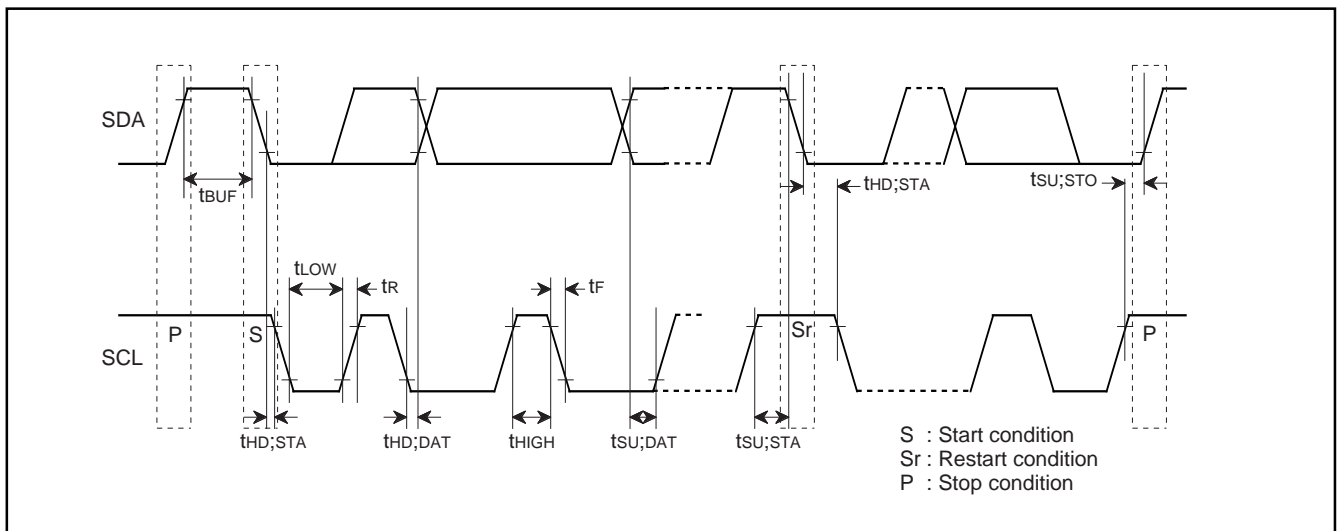 SDA
tBUF
tHD;STA
tSU;STO
tLOW
tR
tF
P
S
Sr
P
SCL
tHD;STA
tHD;DAT
tHIGH
tSU;DAT
tSU;STA
S : Start condition
Sr : Restart condition
P : Stop condition